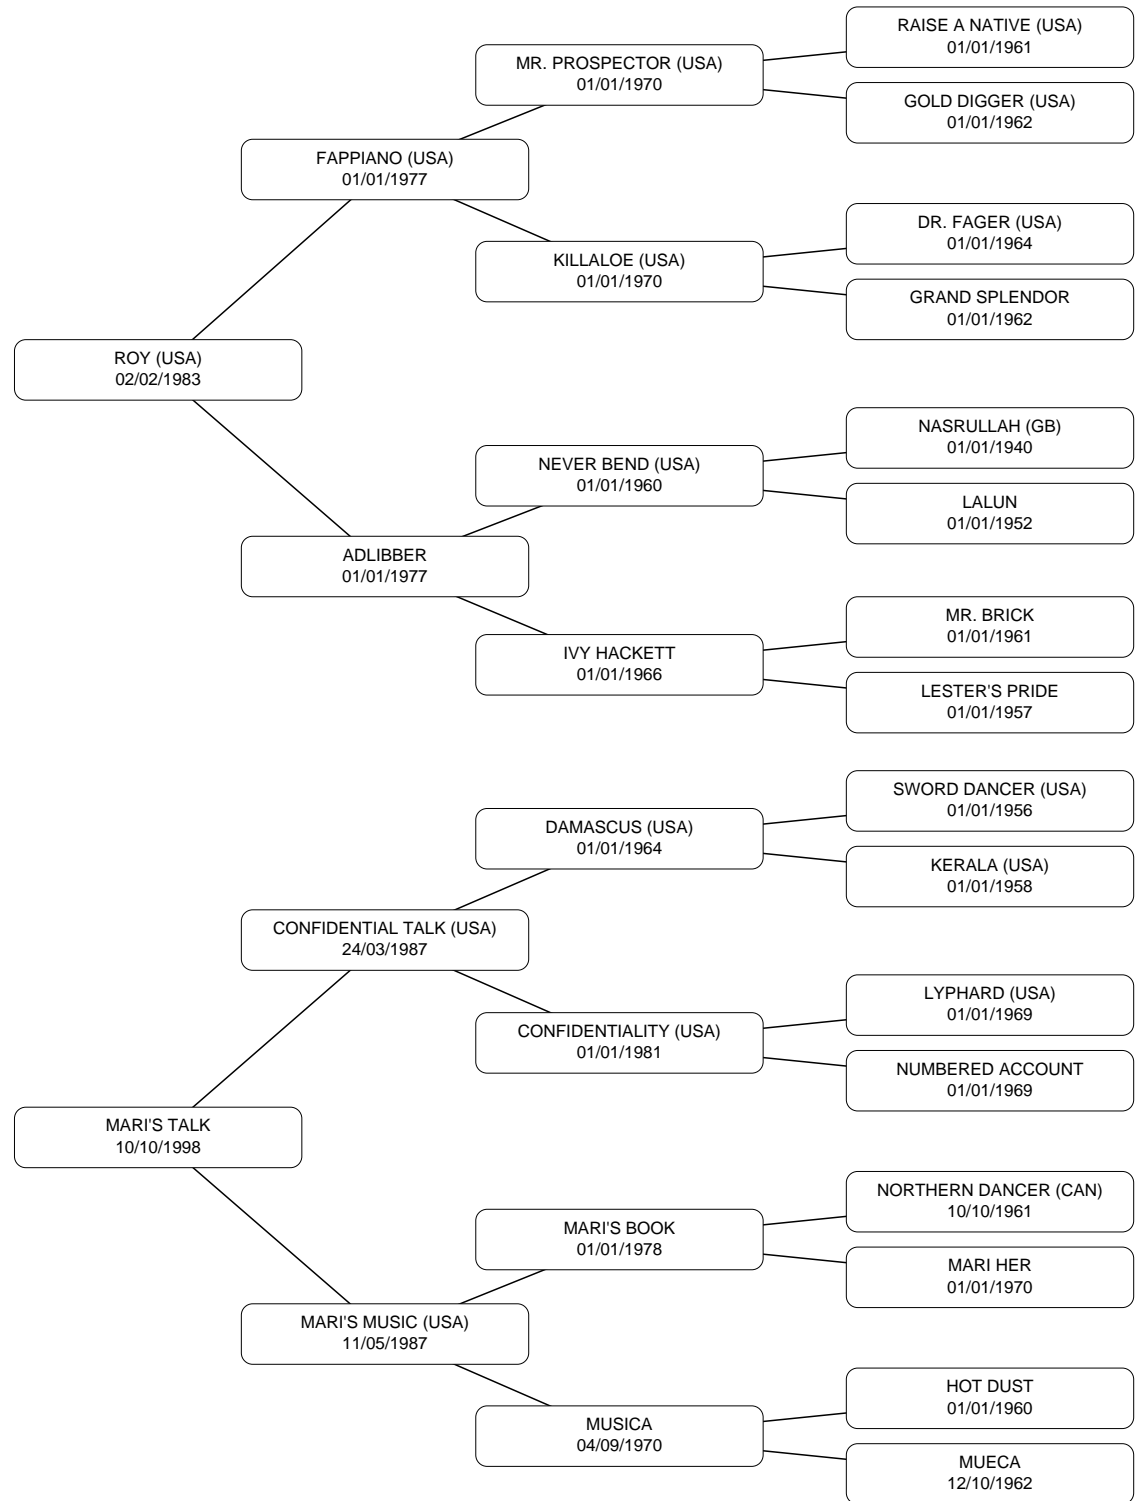 RAISE A NATIVE (USA)
01/01/1961
MR. PROSPECTOR (USA)
01/01/1970
GOLD DIGGER (USA)
01/01/1962
FAPPIANO (USA)
01/01/1977
DR. FAGER (USA)
01/01/1964
KILLALOE (USA)
01/01/1970
GRAND SPLENDOR
01/01/1962
ROY (USA)
02/02/1983
NASRULLAH (GB)
01/01/1940
NEVER BEND (USA)
01/01/1960
LALUN
01/01/1952
ADLIBBER
01/01/1977
MR. BRICK
01/01/1961
IVY HACKETT
01/01/1966
LESTER'S PRIDE
01/01/1957
SWORD DANCER (USA)
01/01/1956
DAMASCUS (USA)
01/01/1964
KERALA (USA)
01/01/1958
CONFIDENTIAL TALK (USA)
24/03/1987
LYPHARD (USA)
01/01/1969
CONFIDENTIALITY (USA)
01/01/1981
NUMBERED ACCOUNT
01/01/1969
MARI'S TALK
10/10/1998
NORTHERN DANCER (CAN)
10/10/1961
MARI'S BOOK
01/01/1978
MARI HER
01/01/1970
MARI'S MUSIC (USA)
11/05/1987
HOT DUST
01/01/1960
MUSICA
04/09/1970
MUECA
12/10/1962